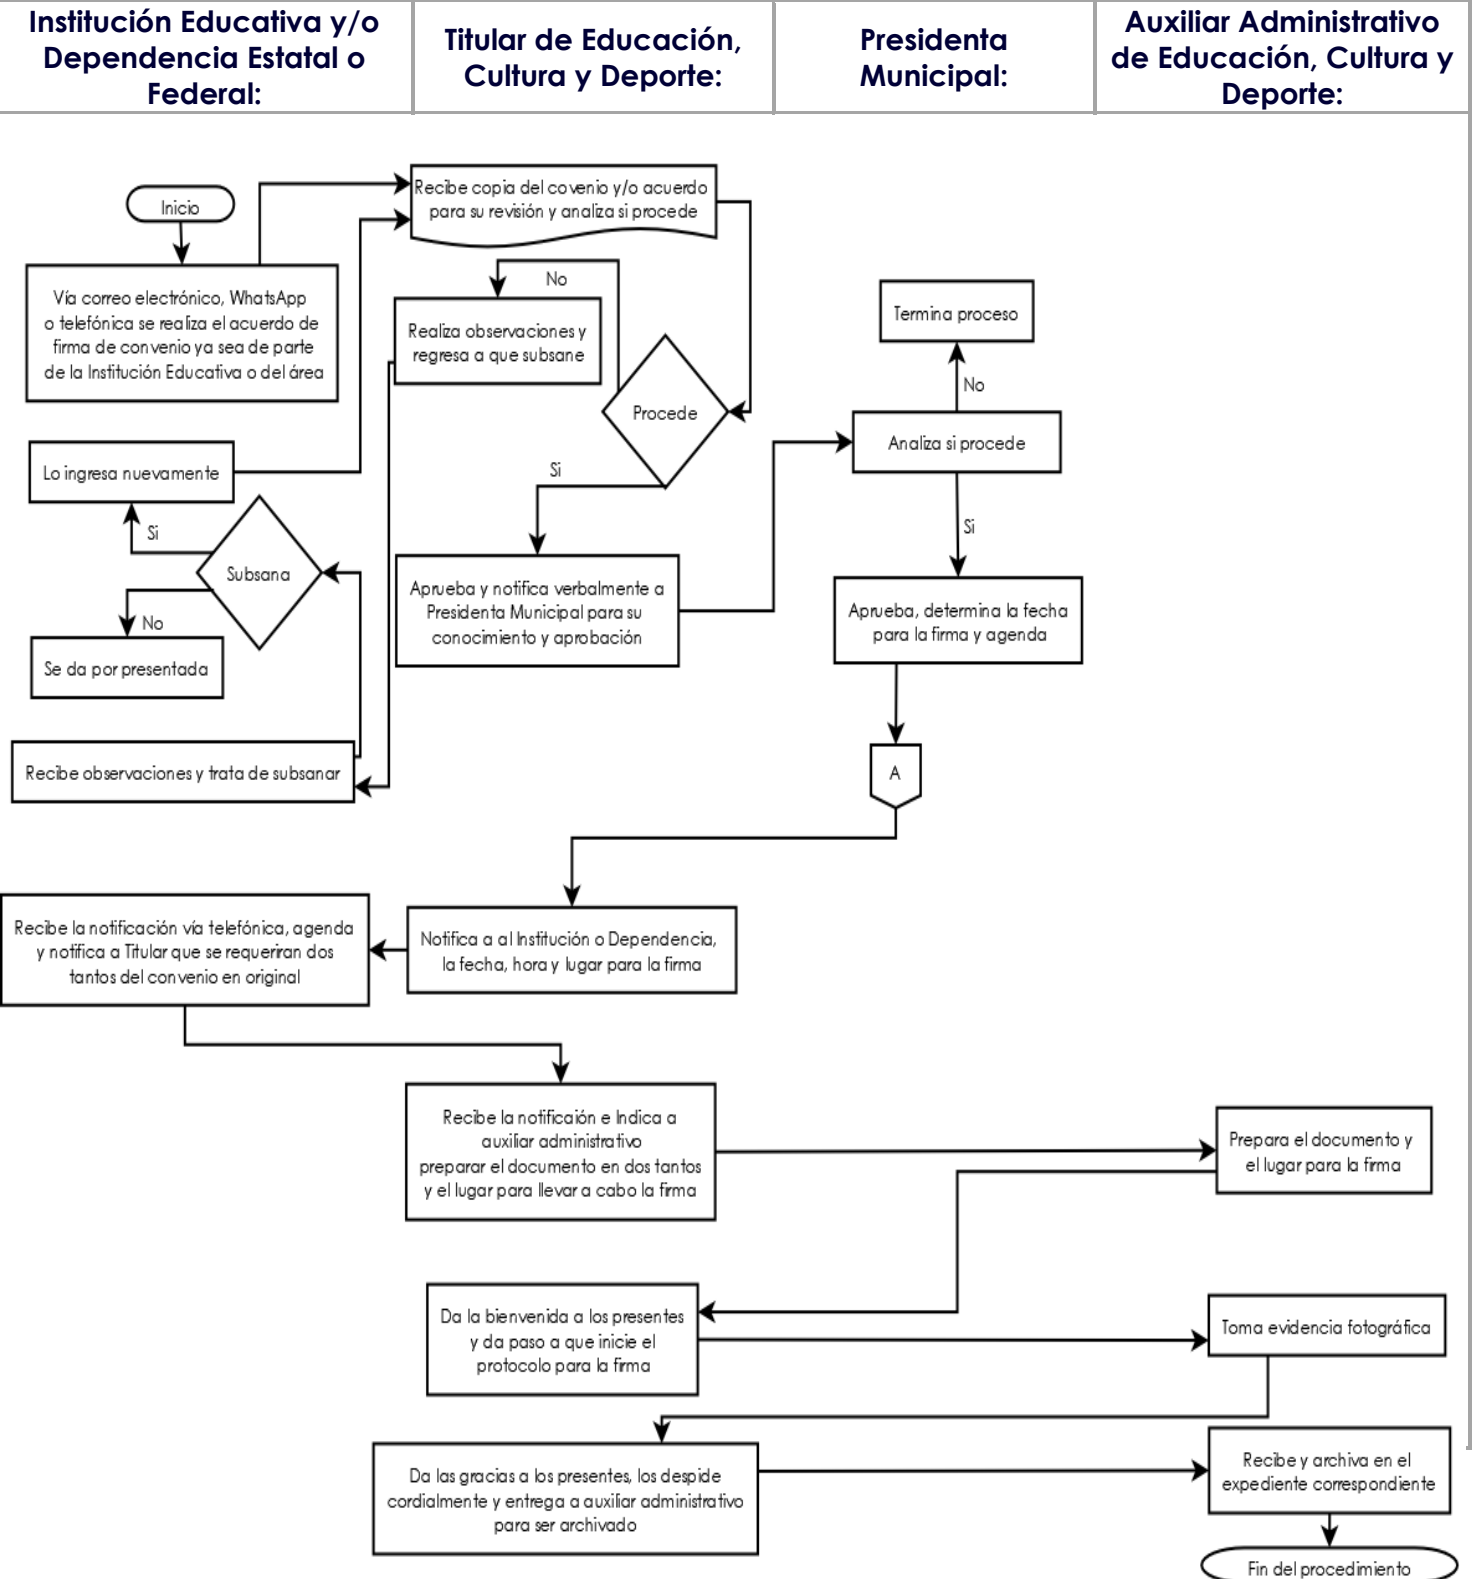 Institución Educativa y/o
Dependencia Estatal o
Federal:
Titular de Educación,
Cultura y Deporte:
Presidenta
Municipal:
Auxiliar Administrativo
de Educación, Cultura y
Deporte:
Inicio
Recibe copia del covenio y/o acuerdo
para su revisión y analiza si procede
Vía correo electrónico, WhatsApp
o telefónica se realiza el acuerdo de
firma de convenio ya sea de parte
de la Institución Educativa o del área
No
Realiza observaciones y
regresa a que subsane
Termina proceso
No
Procede
Analiza si procede
Lo ingresa nuevamente
Si
Si
Si
Subsana
Aprueba y notifica verbalmente a
Presidenta Municipal para su
conocimiento y aprobación
Aprueba, determina la fecha
para la firma y agenda
No
Se da por presentada
Recibe observaciones y trata de subsanar
A
Recibe la notificación vía telefónica, agenda
y notifica a Titular que se requeriran dos
tantos del convenio en original
Notifica a al Institución o Dependencia,
la fecha, hora y lugar para la firma
Recibe la notificaión e Indica a
auxiliar administrativo
preparar el documento en dos tantos
y el lugar para llevar a cabo la firma
Prepara el documento y
el lugar para la firma
Da la bienvenida a los presentes
y da paso a que inicie el
protocolo para la firma
Toma evidencia fotográfica
Da las gracias a los presentes, los despide
cordialmente y entrega a auxiliar administrativo
para ser archivado
Recibe y archiva en el
expediente correspondiente
Fin del procedimiento